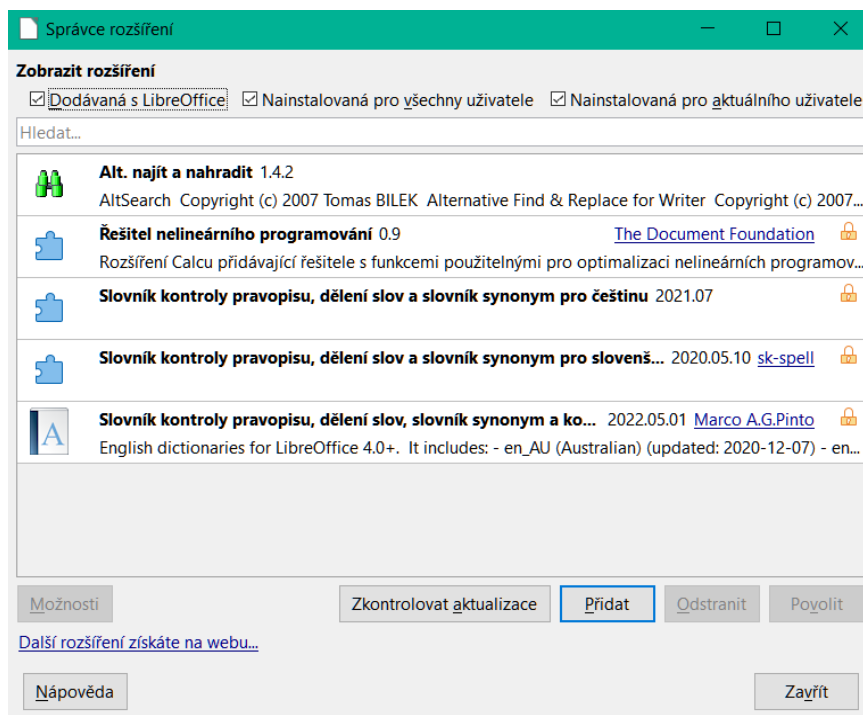 Správce rozšíření
Zobrazit rozšíření
Dodávaná s LibreOffice Nainstalovaná pro všechny uživatele Nainstalovaná pro aktuálního uživatele
Hledat...
Alt. najít a nahradit 1.4.2
AltSearch Copyright (c) 2007 Tomas BILEK Alternative Find & Replace for Writer Copyright (c) 2007...
Řešitel nelineárního programování 0.9 The Document Foundation
Rozšíření Calcu přidávající řešitele s funkcemi použitelnými pro optimalizaci nelineárních programov...
Slovník kontroly pravopisu, dělení slov a slovník synonym pro češtinu 2021.07
Slovník kontroly pravopisu, dělení slov a slovník synonym pro slovenš... 2020.05.10 sk-spell
Slovník kontroly pravopisu, dělení slov, slovník synonym a ko... 2022.05.01 Marco A.G.Pinto
English dictionaries for LibreOffice 4.0+. It includes: - en_AU (Australian) (updated: 2020-12-07) - en...
Možnosti Zkontrolovat aktualizace Přidat Odstranit Povolit
Další rozšíření získáte na webu...
Nápověda Zavřít